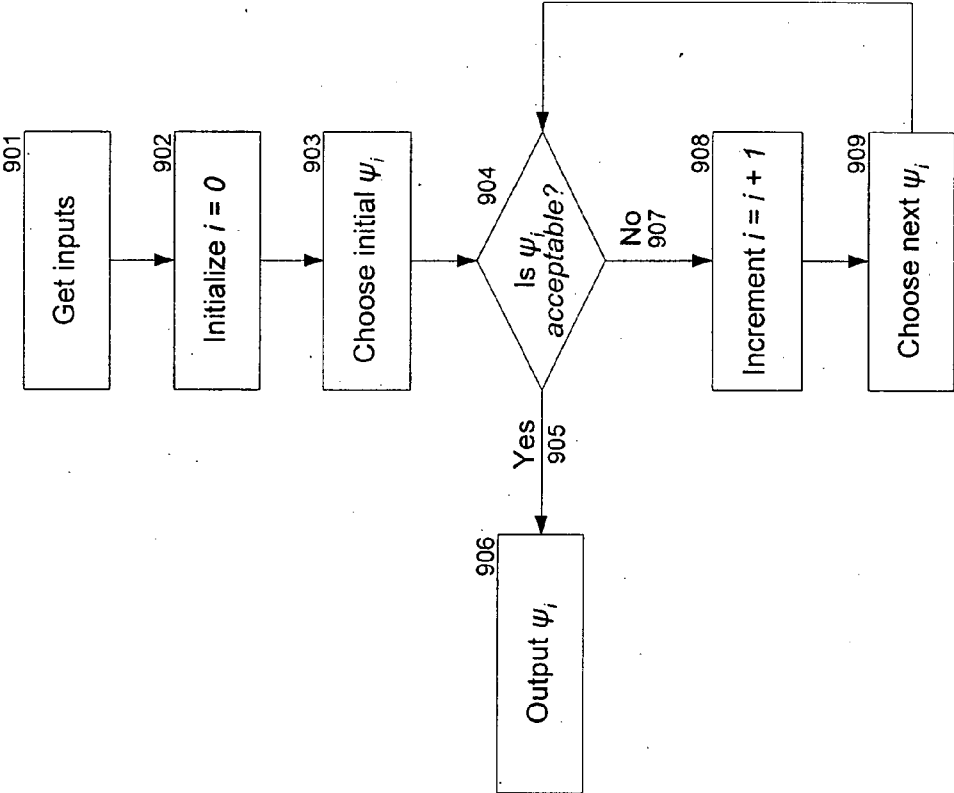 901
Get inputs
902
Initialize i = 0
903
Choose initial ψi
904
Is ψi
acceptable?
Yes
905
906
Output ψi
No
907
908
Increment i = i + 1
909
Choose next ψi